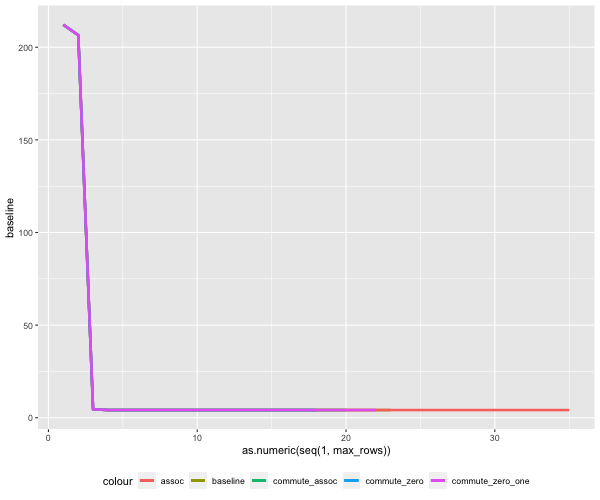 200
150
100
50
0
baseline
0 10 20 30
as.numeric(seq(1, max_rows))
colour assoc baseline commute_assoc commute_zero commute_zero_one